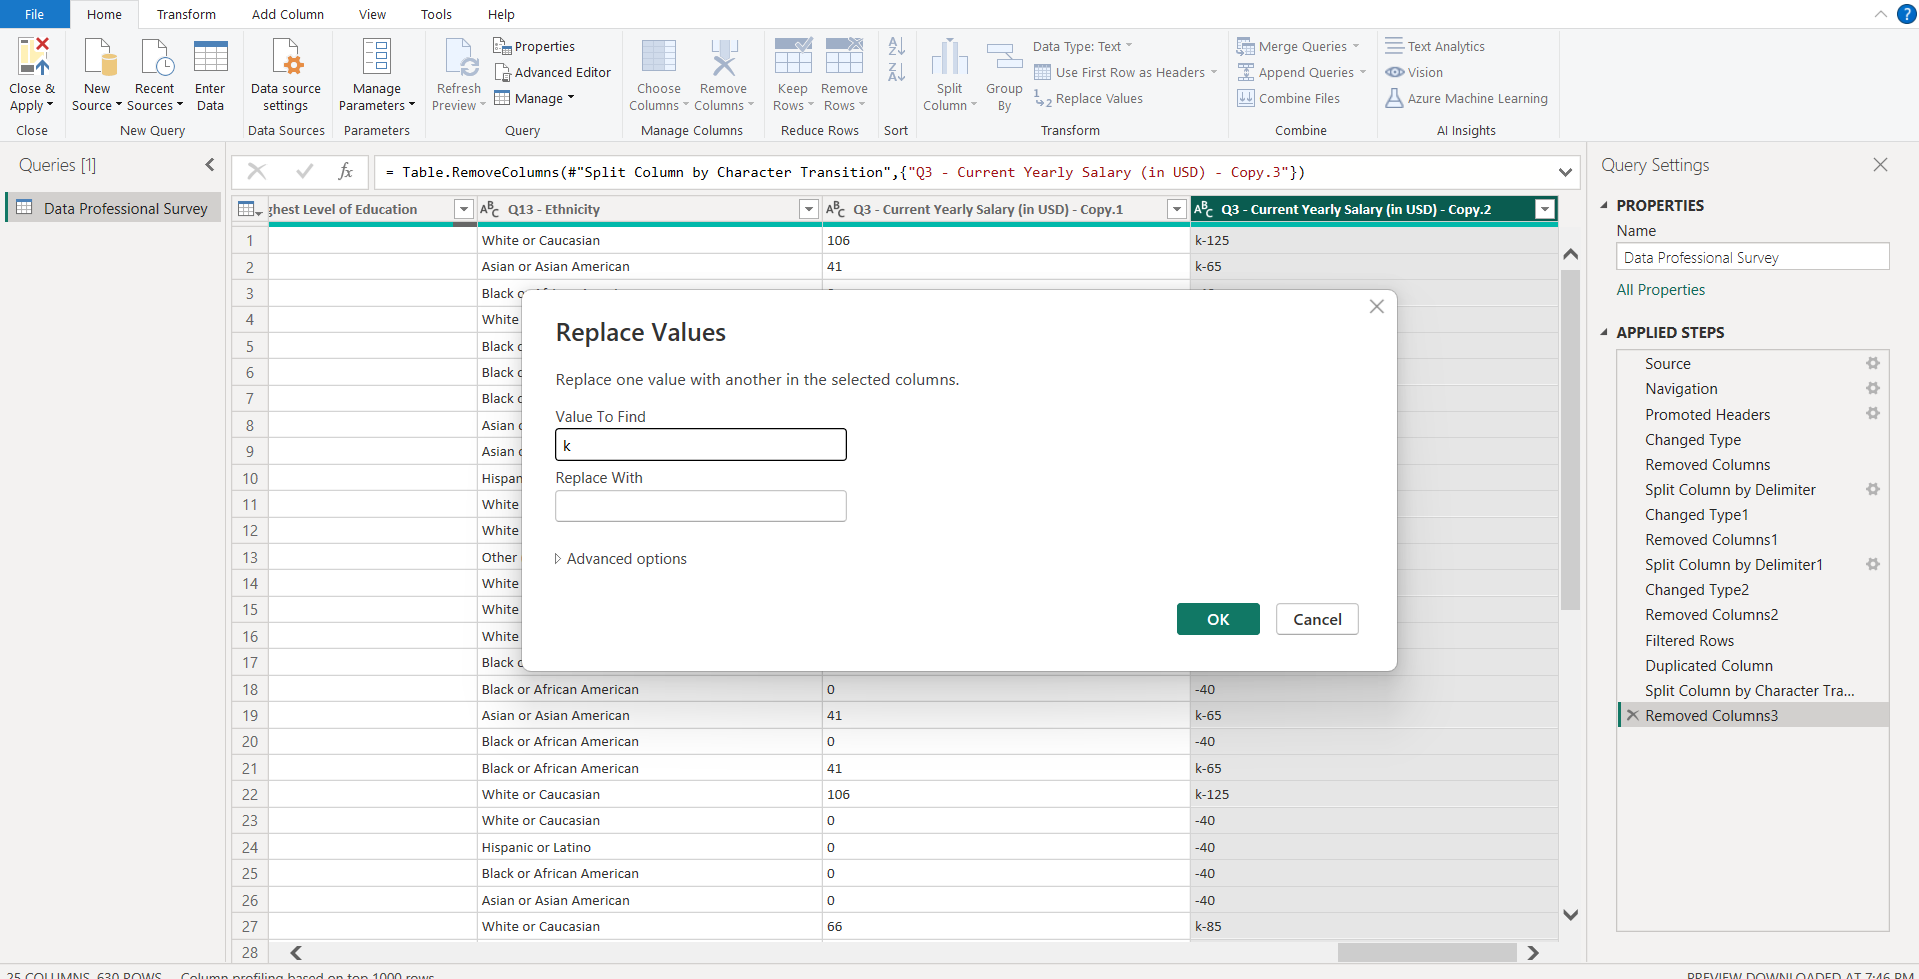 File Home Transform Add Column View Tools Help
Close & Apply
New Source
Recent Sources
Enter Data
Data source settings
Manage Parameters
Refresh Preview
Properties
Advanced Editor
Manage
Choose Columns
Remove Columns
Keep Rows
Remove Rows
Split Column
Group By
Data Type: Text
Use First Row as Headers
Replace Values
Merge Queries
Append Queries
Combine Files
Text Analytics
Vision
Azure Machine Learning
Close New Query Data Sources Parameters Query Manage Columns Reduce Rows Sort Transform Combine AI Insights
Queries [1]
Data Professional Survey
fx = Table.RemoveColumns(#"Split Column by Character Transition",{"Q3 - Current Yearly Salary (in USD) - Copy.3"})
ghest Level of Education ABC Q13 - Ethnicity ABC Q3 - Current Yearly Salary (in USD) - Copy.1 ABC Q3 - Current Yearly Salary (in USD) - Copy.2
1 White or Caucasian 106 k-125
2 Asian or Asian American 41 k-65
3 Black o
4 White
5 Black o
6 Black o
7 Black o
8 Asian o
9 Asian o
10 Hispan
11 White
12 White
13 Other
14 White
15 White
16 White
17 Black o
18 Black or African American 0 -40
19 Asian or Asian American 41 k-65
20 Black or African American 0 -40
21 Black or African American 41 k-65
22 White or Caucasian 106 k-125
23 White or Caucasian 0 -40
24 Hispanic or Latino 0 -40
25 Black or African American 0 -40
26 Asian or Asian American 0 -40
27 White or Caucasian 66 k-85
28
Replace Values
Replace one value with another in the selected columns.
Value To Find
k
Replace With
Advanced options
OK Cancel
Query Settings
PROPERTIES
Name
Data Professional Survey
All Properties
APPLIED STEPS
Source
Navigation
Promoted Headers
Changed Type
Removed Columns
Split Column by Delimiter
Changed Type1
Removed Columns1
Split Column by Delimiter1
Changed Type2
Removed Columns2
Filtered Rows
Duplicated Column
Split Column by Character Tra...
Removed Columns3
25 COLUMNS, 630 ROWS Column profiling based on top 1000 rows
PREVIEW DOWNLOADED AT 7:46 PM